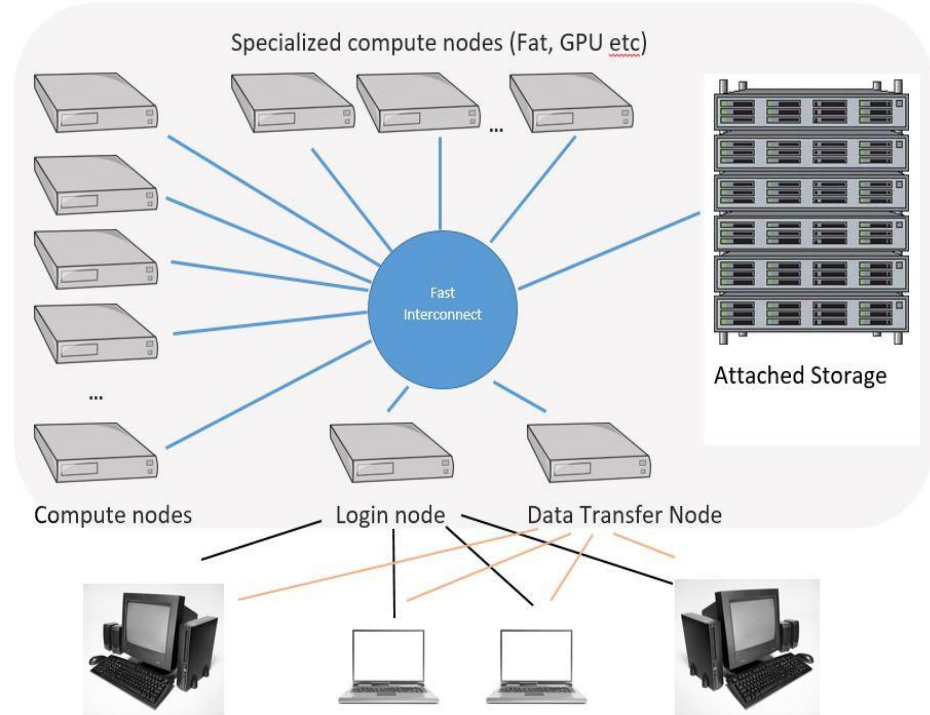 Specialized compute nodes (Fat, GPU etc)
...
Fast
Interconnect
Attached Storage
...
Compute nodes
Login node
Data Transfer Node